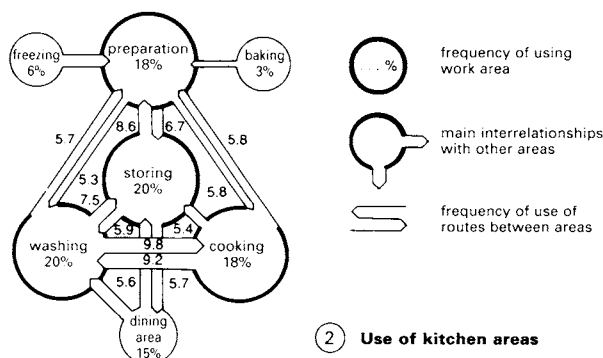 preparation
18%
freezing
6%
baking
3%
8.6
6.7
5.7
5.8
5.3
storing
20%
5.8
7.5
5.9
5.4
washing
20%
9.8
9.2
cooking
18%
5.6
5.7
dining
area
15%
....%
frequency of using
work area
main interrelationships
with other areas
frequency of use of
routes between areas
2 Use of kitchen areas